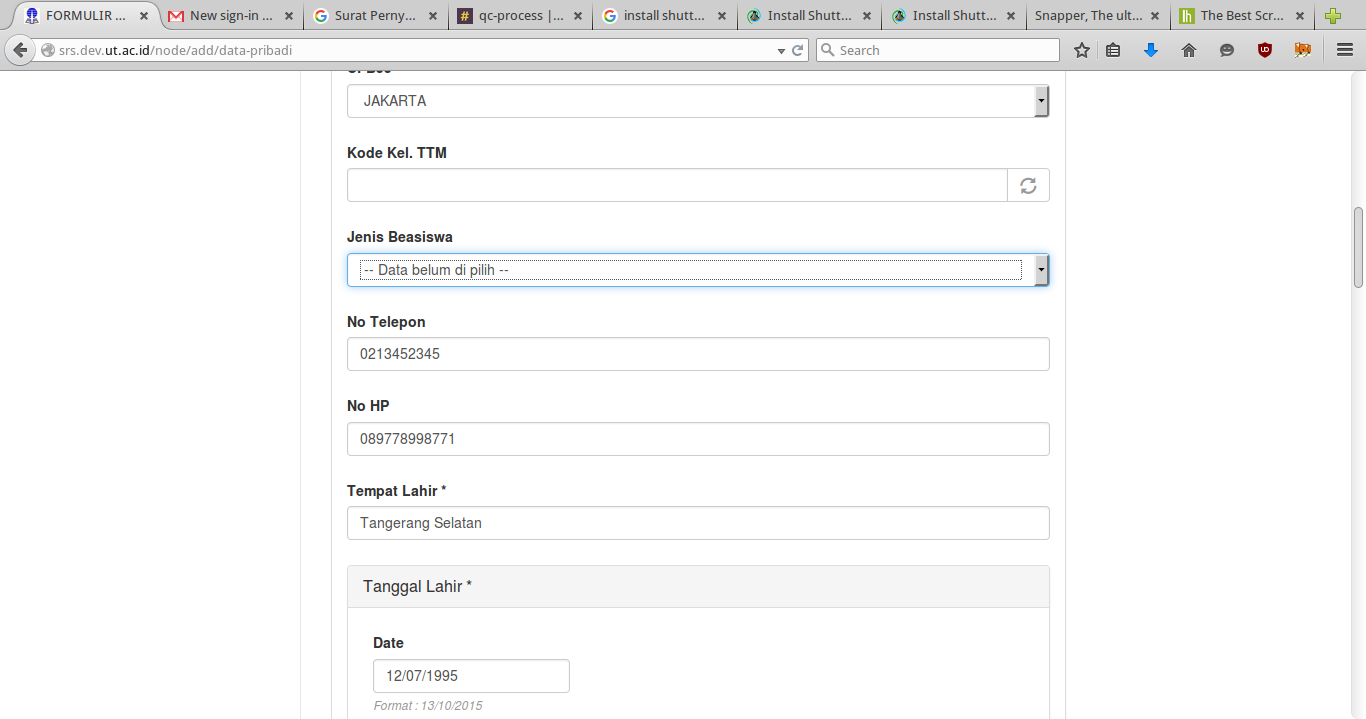 FORMULIR ...
New sign-in ...
Surat Perny...
qc-process |...
install shutt...
Install Shutt...
Install Shutt...
Snapper, The ult...
The Best Scr...
srs.dev.ut.ac.id/node/add/data-pribadi
Search
JAKARTA
Kode Kel. TTM
Jenis Beasiswa
-- Data belum di pilih --
No Telepon
0213452345
No HP
089778998771
Tempat Lahir *
Tangerang Selatan
Tanggal Lahir *
Date
12/07/1995
Format : 13/10/2015